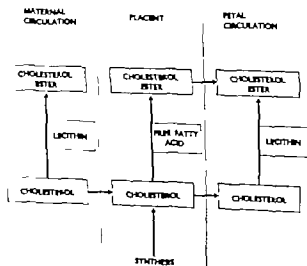 MATERNAL
CIRCULATION
PLACENT
FETAL
CIRCULATION
CHOLESTEROL
ESTER
CHOLESTEROL
ESTER
CHOLESTEROL
ESTER
LECITHIN
FREE FATTY
ACID
LECITHIN
CHOLESTEROL
CHOLESTEROL
CHOLESTEROL
SYNTHESIS